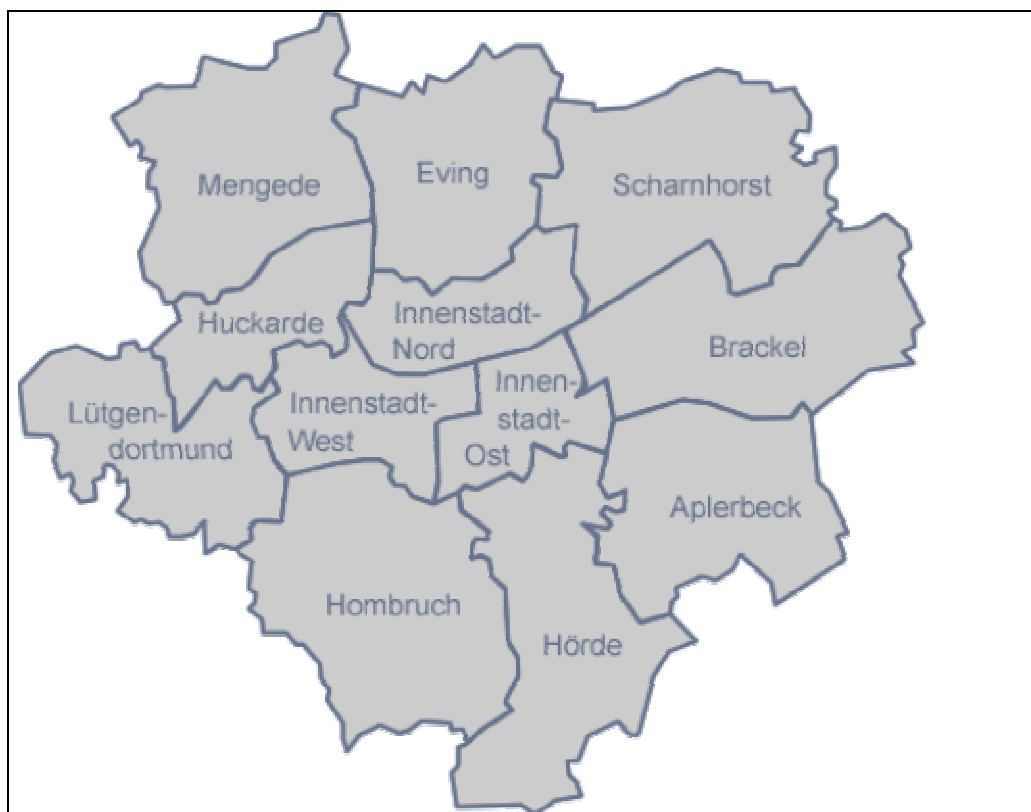 Mengede
Eving
Scharnhorst
Huckarde
Innenstadt-
Nord
Brackel
Lütgen-
dortmund
Innenstadt-
West
Innen-
stadt-
Ost
Aplerbeck
Hombruch
Hörde